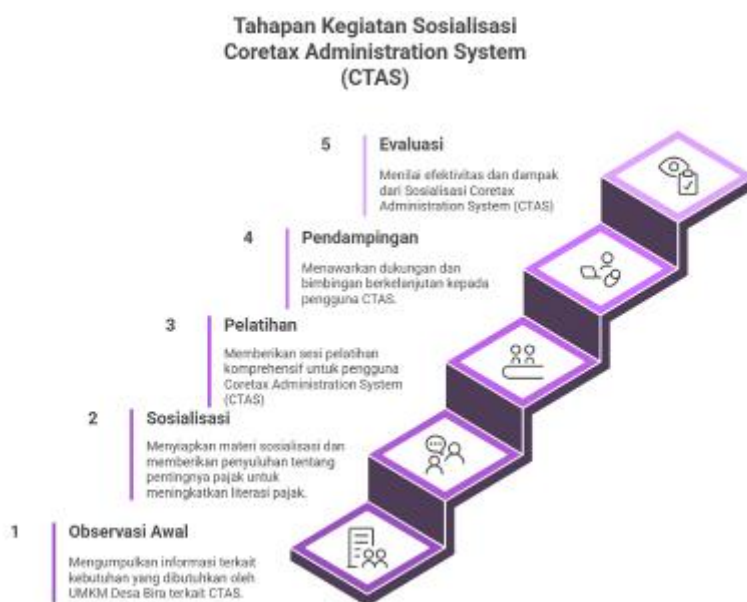 Tahapan Kegiatan Sosialisasi
Coretax Administration System
(CTAS)
5
Evaluasi
Menilai efektivitas dan dampak
dari Sosialisasi Coretax
Administration System (CTAS)
4
Pendampingan
Menawarkan dukungan dan
bimbingan berkelanjutan kepada
pengguna CTAS.
3
Pelatihan
Memberikan sesi pelatihan
komprehensif untuk pengguna
Coretax Administration System
(CTAS)
2
Sosialisasi
Menyiapkan materi sosialisasi dan
memberikan penyuluhan tentang
pentingnya pajak untuk
meningkatkan literasi pajak.
1
Observasi Awal
Mengumpulkan informasi terkait
kebutuhan yang dibutuhkan oleh
UMKM Desa Bira terkait CTAS.